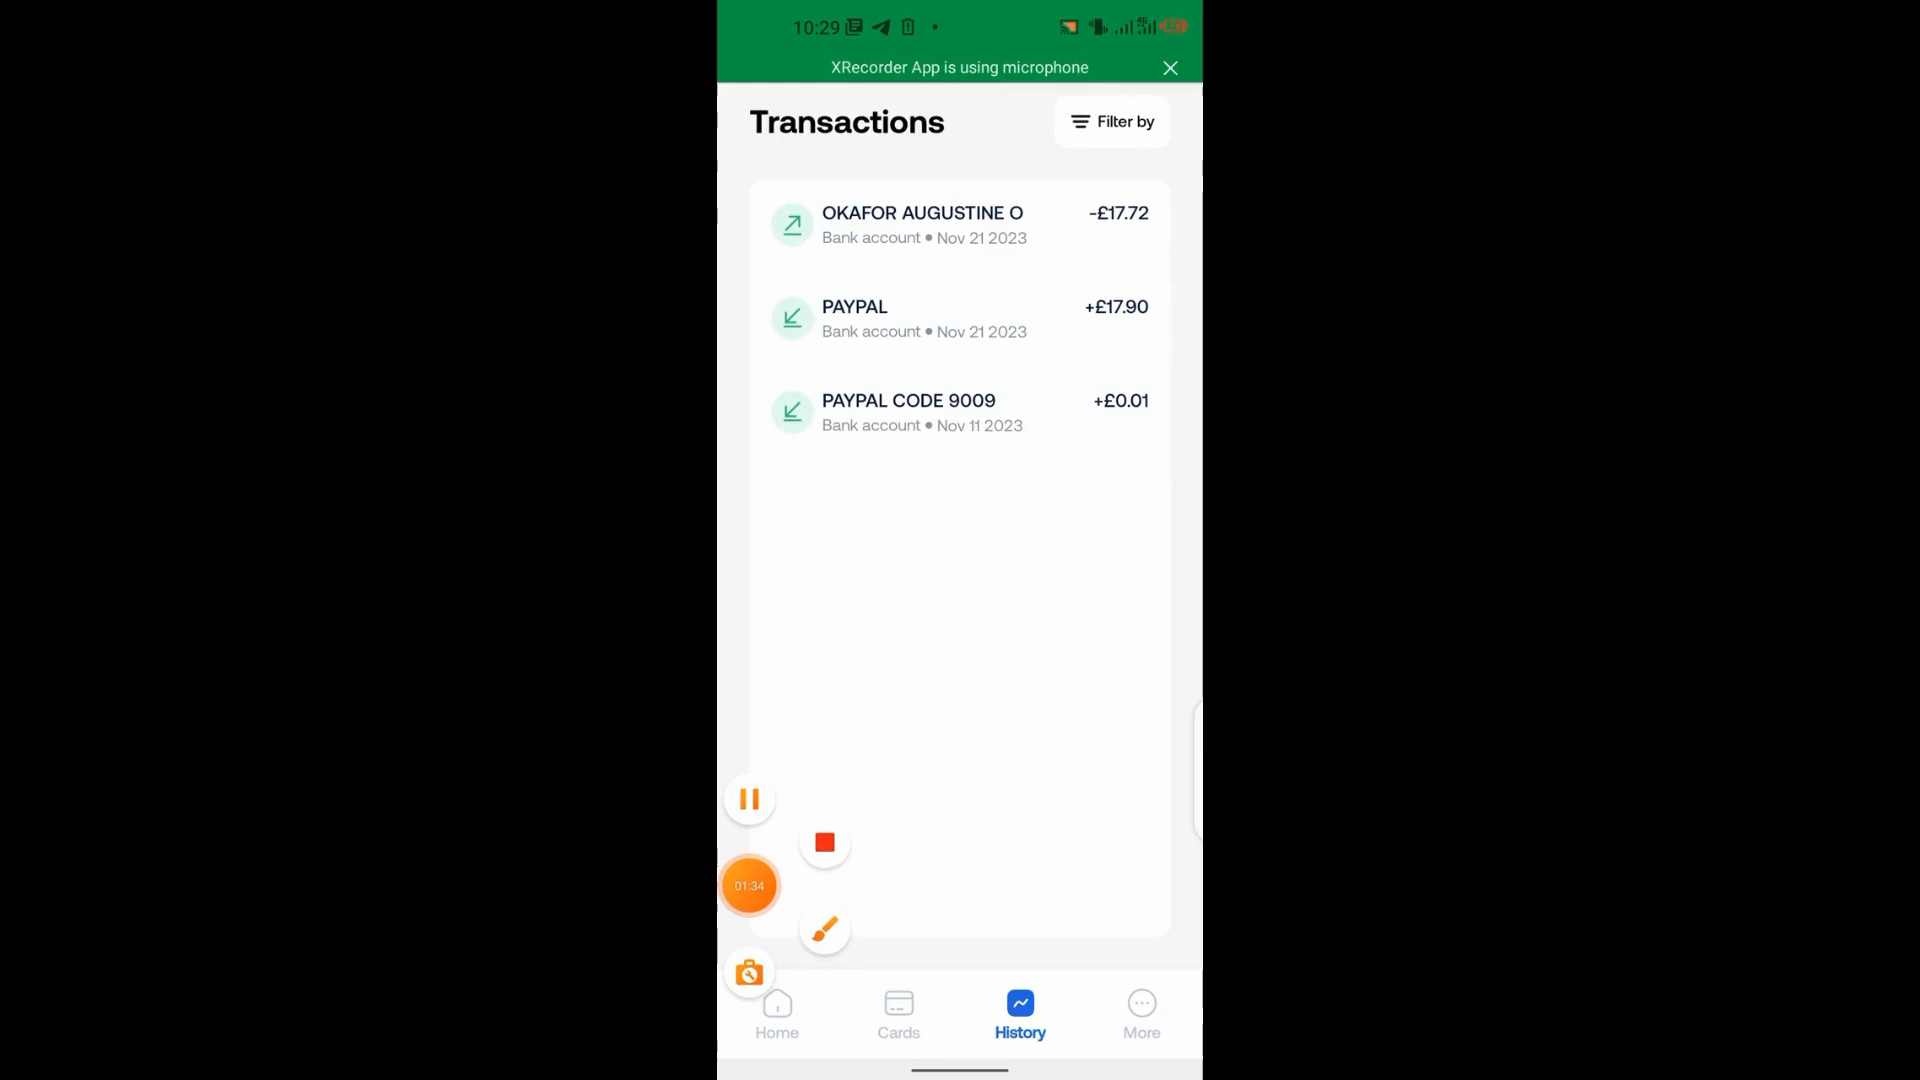 10:29
XRecorder App is using microphone
Transactions
Filter by
OKAFOR AUGUSTINE O
-£17.72
Bank account • Nov 21 2023
PAYPAL
+£17.90
Bank account • Nov 21 2023
PAYPAL CODE 9009
+£0.01
Bank account • Nov 11 2023
01:34
Home
Cards
History
More